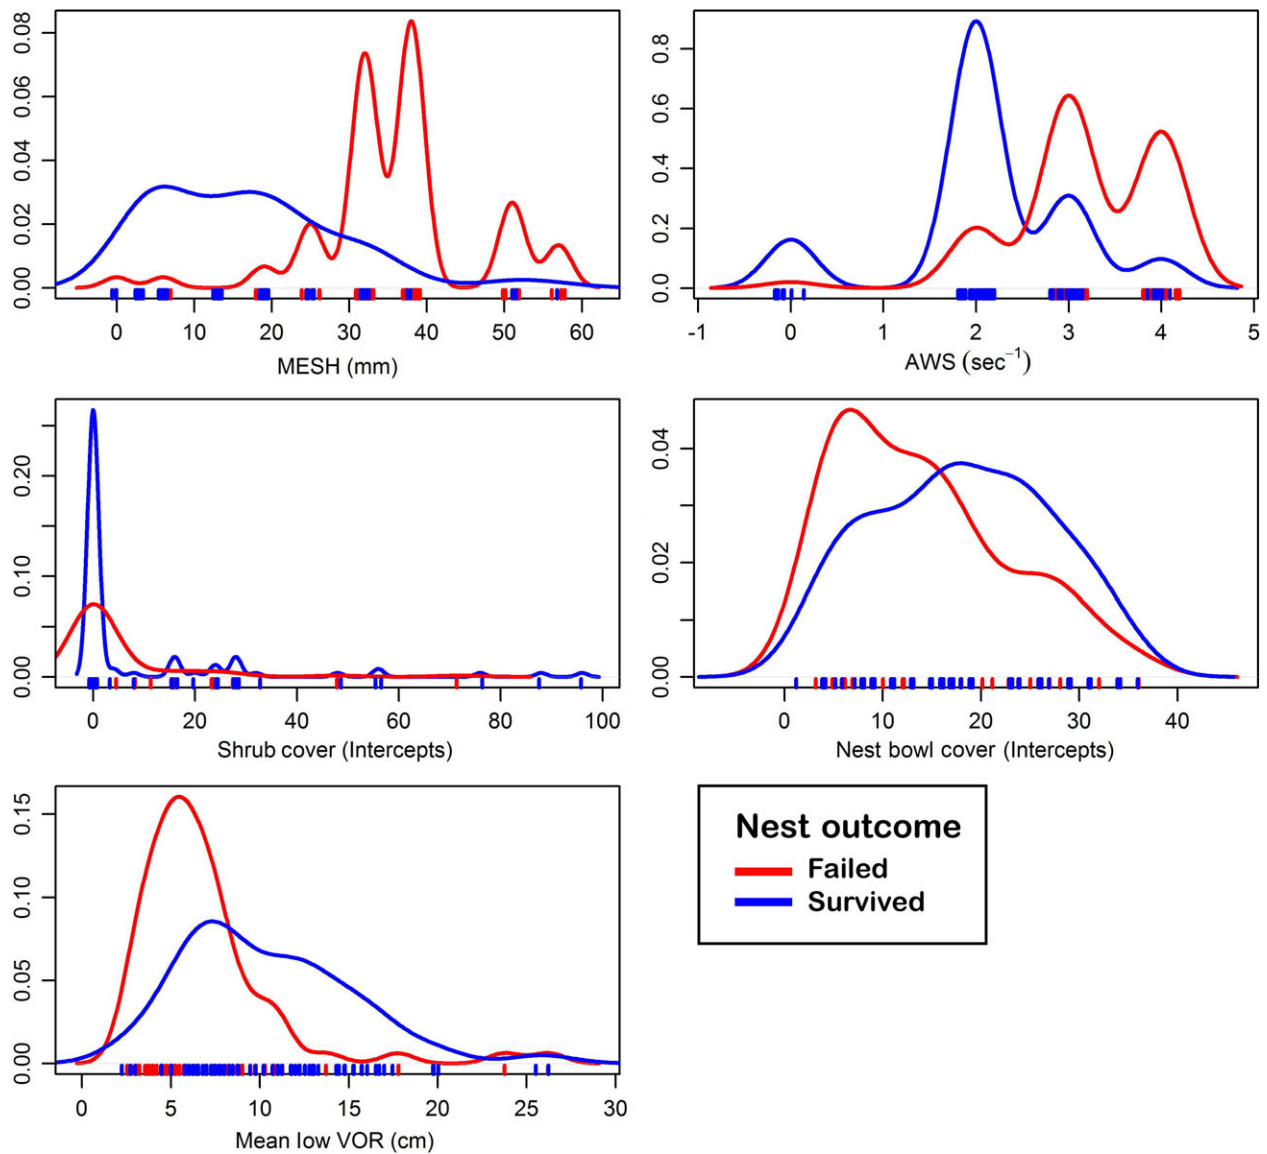 0.00 0.02 0.04 0.06 0.08
0 10 20 30 40 50 60
MESH (mm)
0.0 0.2 0.4 0.6 0.8
-1 0 1 2 3 4 5
AWS (sec⁻¹)
0.00 0.10 0.20
0 20 40 60 80 100
Shrub cover (Intercepts)
0.00 0.02 0.04
0 10 20 30 40
Nest bowl cover (Intercepts)
0.00 0.05 0.10 0.15
0 5 10 15 20 25 30
Mean low VOR (cm)
Nest outcome
Failed
Survived